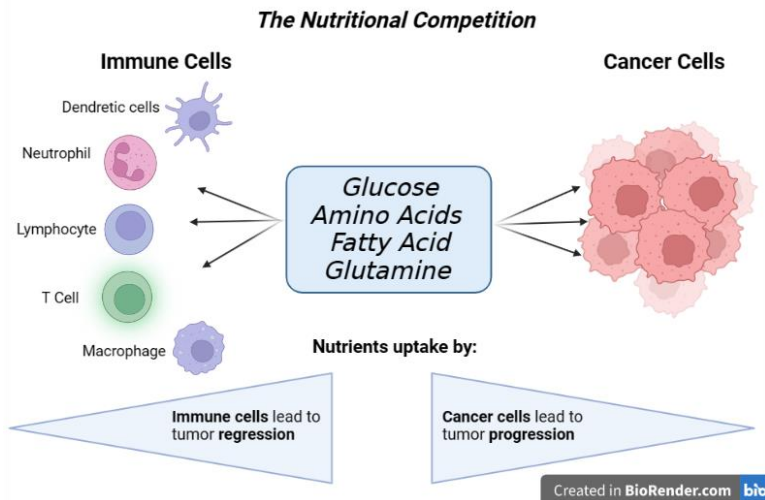 The Nutritional Competition
Immune Cells
Cancer Cells
Dendretic cells
Neutrophil
Lymphocyte
T Cell
Macrophage
Glucose
Amino Acids
Fatty Acid
Glutamine
Nutrients uptake by:
Immune cells lead to
tumor regression
Cancer cells lead to
tumor progression
Created in BioRender.com bio